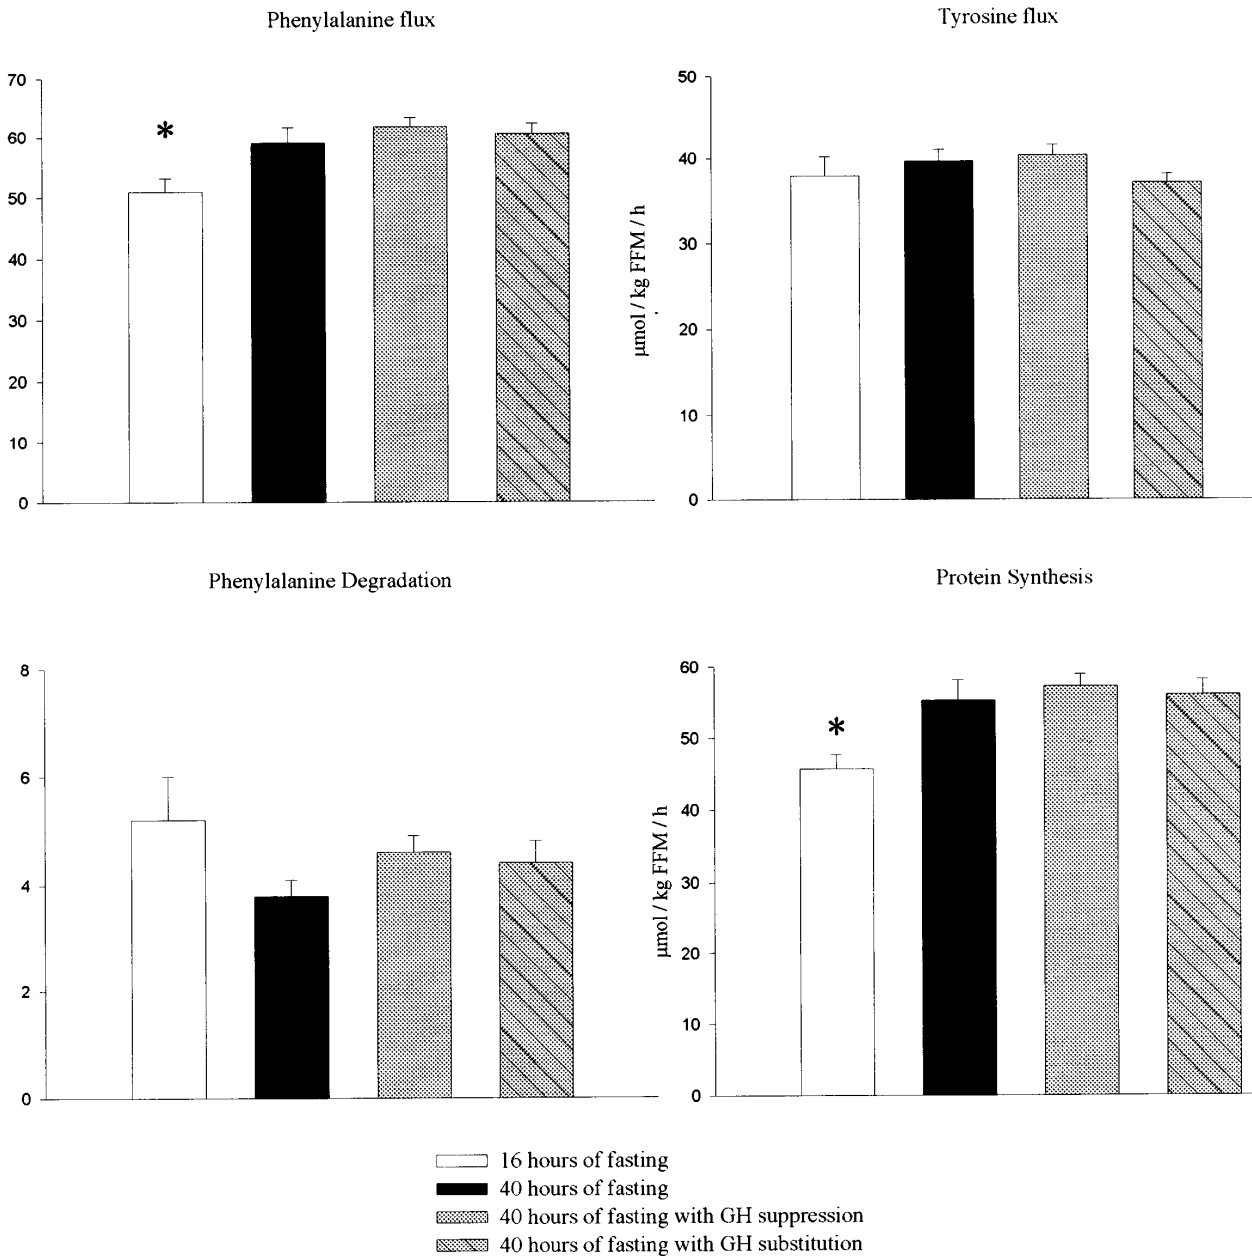 Phenylalanine flux
70
60
50
40
30
20
10
0
*
Tyrosine flux
50
40
30
20
10
0
µmol / kg FFM / h
Phenylalanine Degradation
8
6
4
2
0
Protein Synthesis
60
50
40
30
20
10
0
µmol / kg FFM / h
*
16 hours of fasting
40 hours of fasting
40 hours of fasting with GH suppression
40 hours of fasting with GH substitution